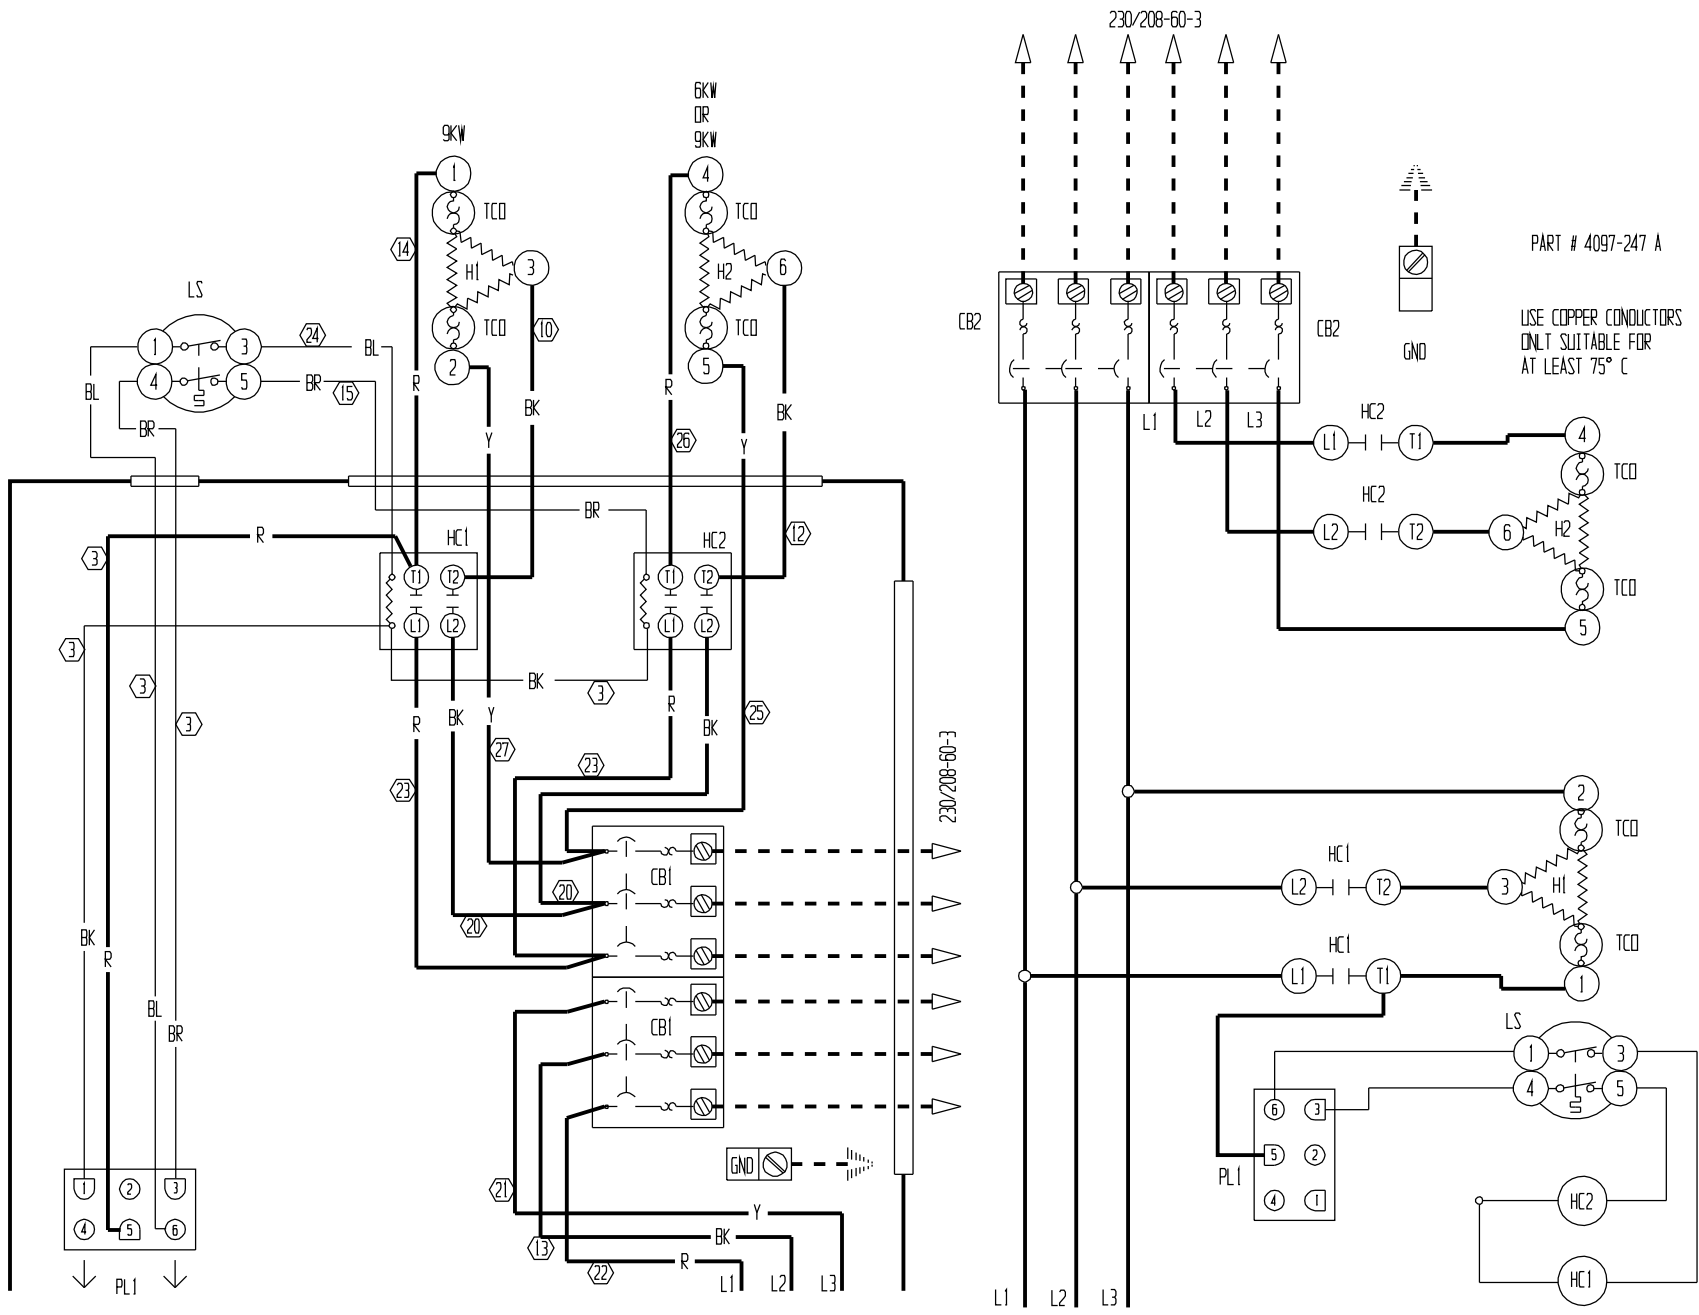 230/208-60-3
6KW
OR
9KW
9KW
1
4
TCO
TCO
PART # 4097-247 A
14
H1
3
H2
6
LS
TCO
10
TCO
CB2
CB2
USE COPPER CONDUCTORS
ONLT SUITABLE FOR
AT LEAST 75° C
GND
1
3
24
BL
4
5
BR
15
2
5
BL
R
R
BK
BK
BR
Y
26
Y
L1
L2
L3
HC2
L1
T1
4
TCO
HC2
L2
T2
6
H2
TCO
5
BR
R
3
HC1
HC2
12
T1
T2
T1
T2
L1
L2
L1
L2
3
3
BK
3
3
R
BK
Y
R
BK
25
27
23
23
230/208-60-3
CB1
20
20
2
TCO
HC1
L2
T2
3
H1
TCO
HC1
L1
T1
1
BK
R
BL
BR
CB1
LS
1
3
4
5
6
3
5
2
4
1
PL1
HC2
HC1
GND
21
Y
13
BK
22
R
L1
L2
L3
1
2
3
4
5
6
PL1
L1
L2
L3